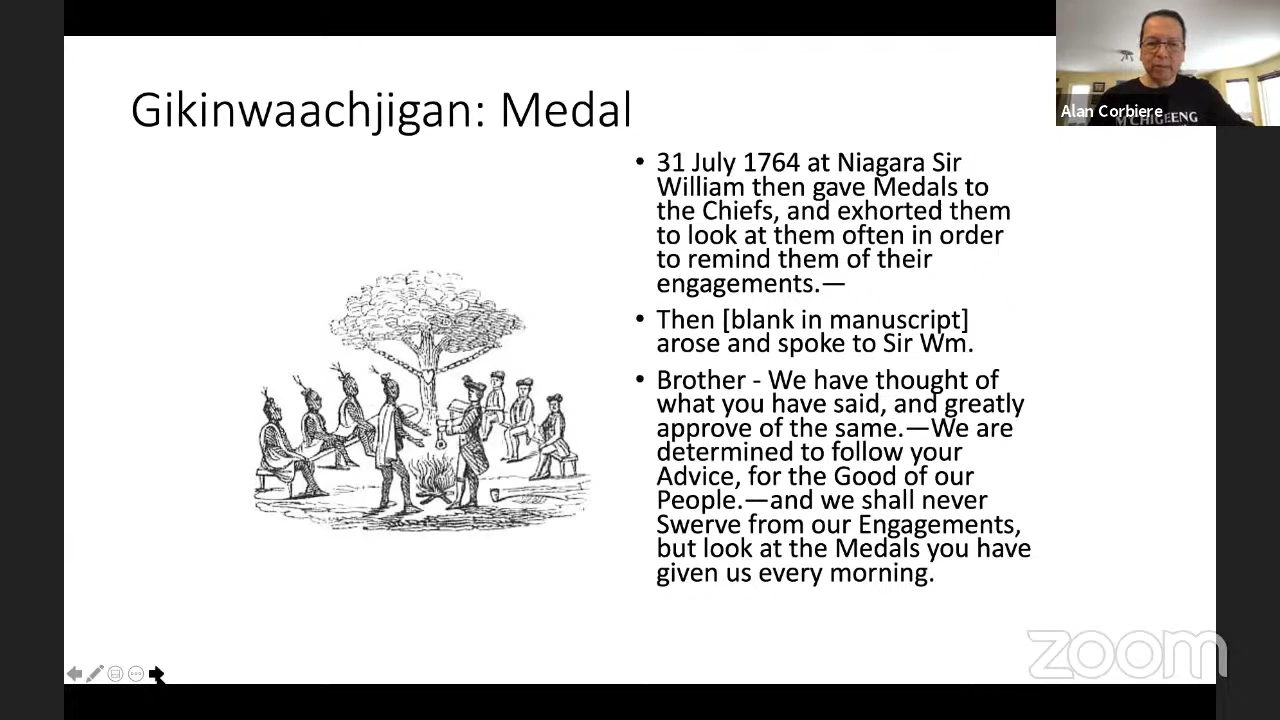 Gikinwaachjigan: Medal
Alan Corbiere
M'CHIGEENG
• 31 July 1764 at Niagara Sir
William then gave Medals to
the Chiefs, and exhorted them
to look at them often in order
to remind them of their
engagements.—
• Then [blank in manuscript]
arose and spoke to Sir Wm.
• Brother - We have thought of
what you have said, and greatly
approve of the same.—We are
determined to follow your
Advice, for the Good of our
People.—and we shall never
Swerve from our Engagements,
but look at the Medals you have
given us every morning.
zoom